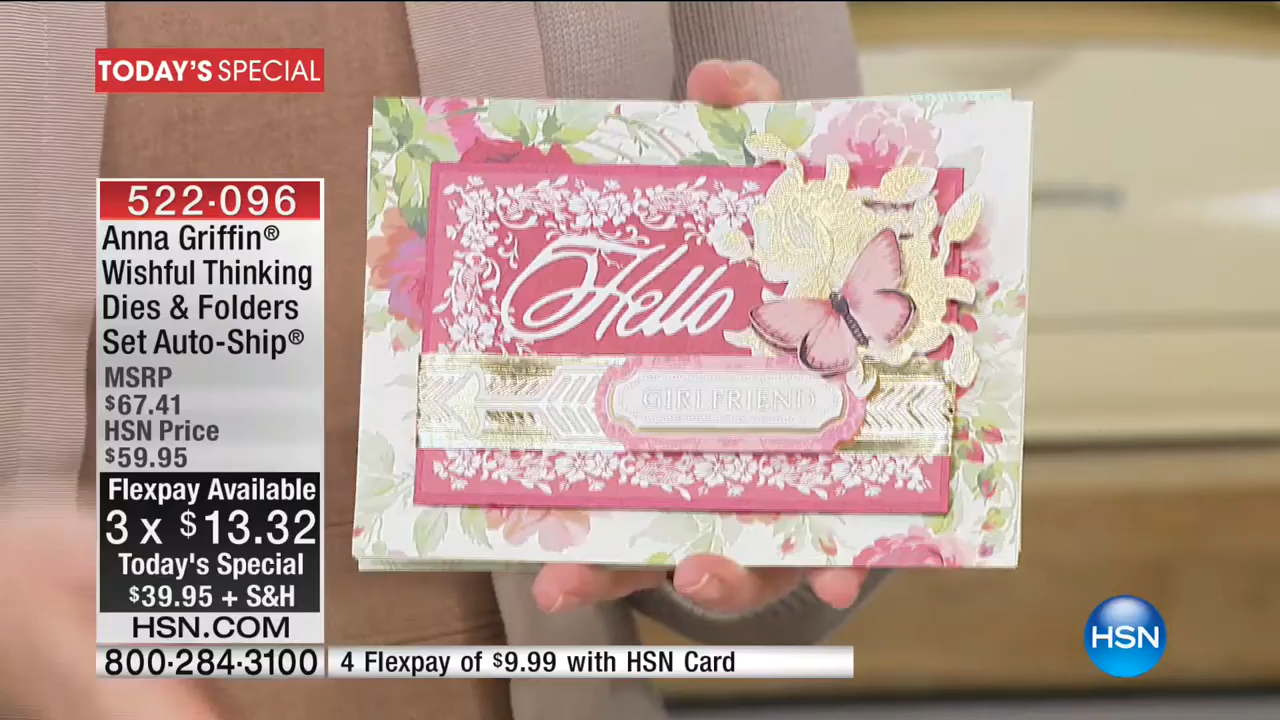 TODAY'S SPECIAL
522·096
Anna Griffin®
Wishful Thinking
Dies & Folders
Set Auto-Ship®
MSRP
$67.41
HSN Price
$59.95
Flexpay Available
3 x $13.32
Today's Special
$39.95 + S&H
HSN.COM
800·284·3100
4 Flexpay of $9.99 with HSN Card
Hello
GIRLFRIEND
HSN